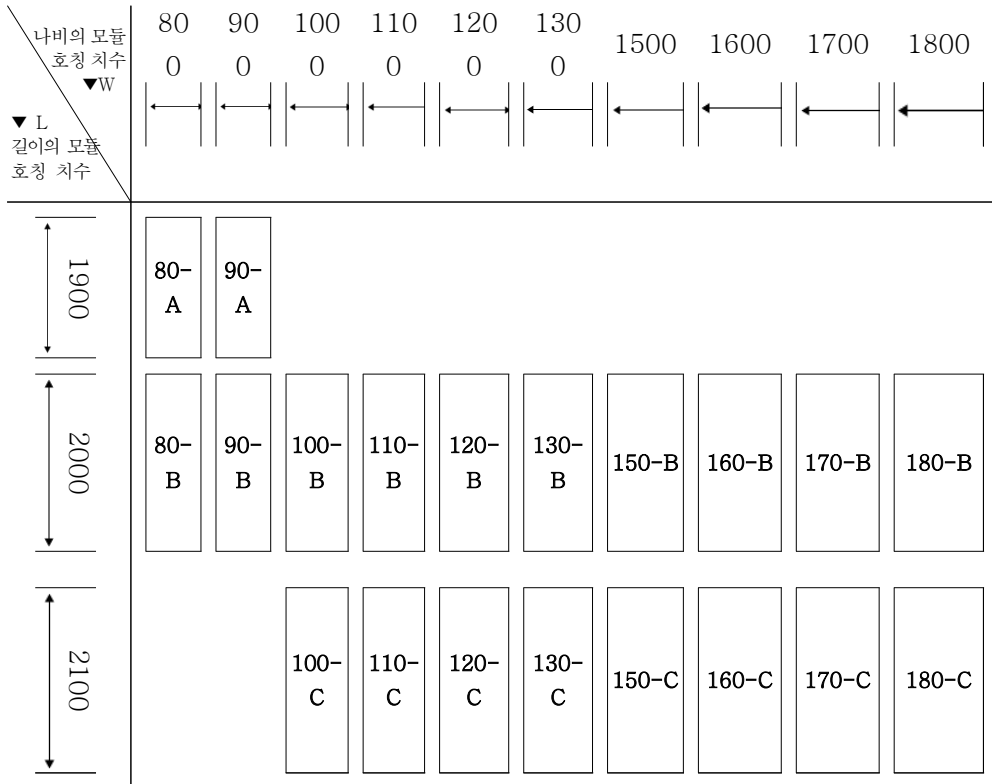 나비의 모듈
호칭 치수
▼W
▼ L
길이의 모듈
호칭 치수
80 90 100 110 120 130
0 0 0 0 0 0
1500 1600 1700 1800
1900
80- 90-
A A
2000
80- 90- 100- 110- 120- 130-
B B B B B B
150-B 160-B 170-B 180-B
2100
100- 110- 120- 130-
C C C C
150-C 160-C 170-C 180-C